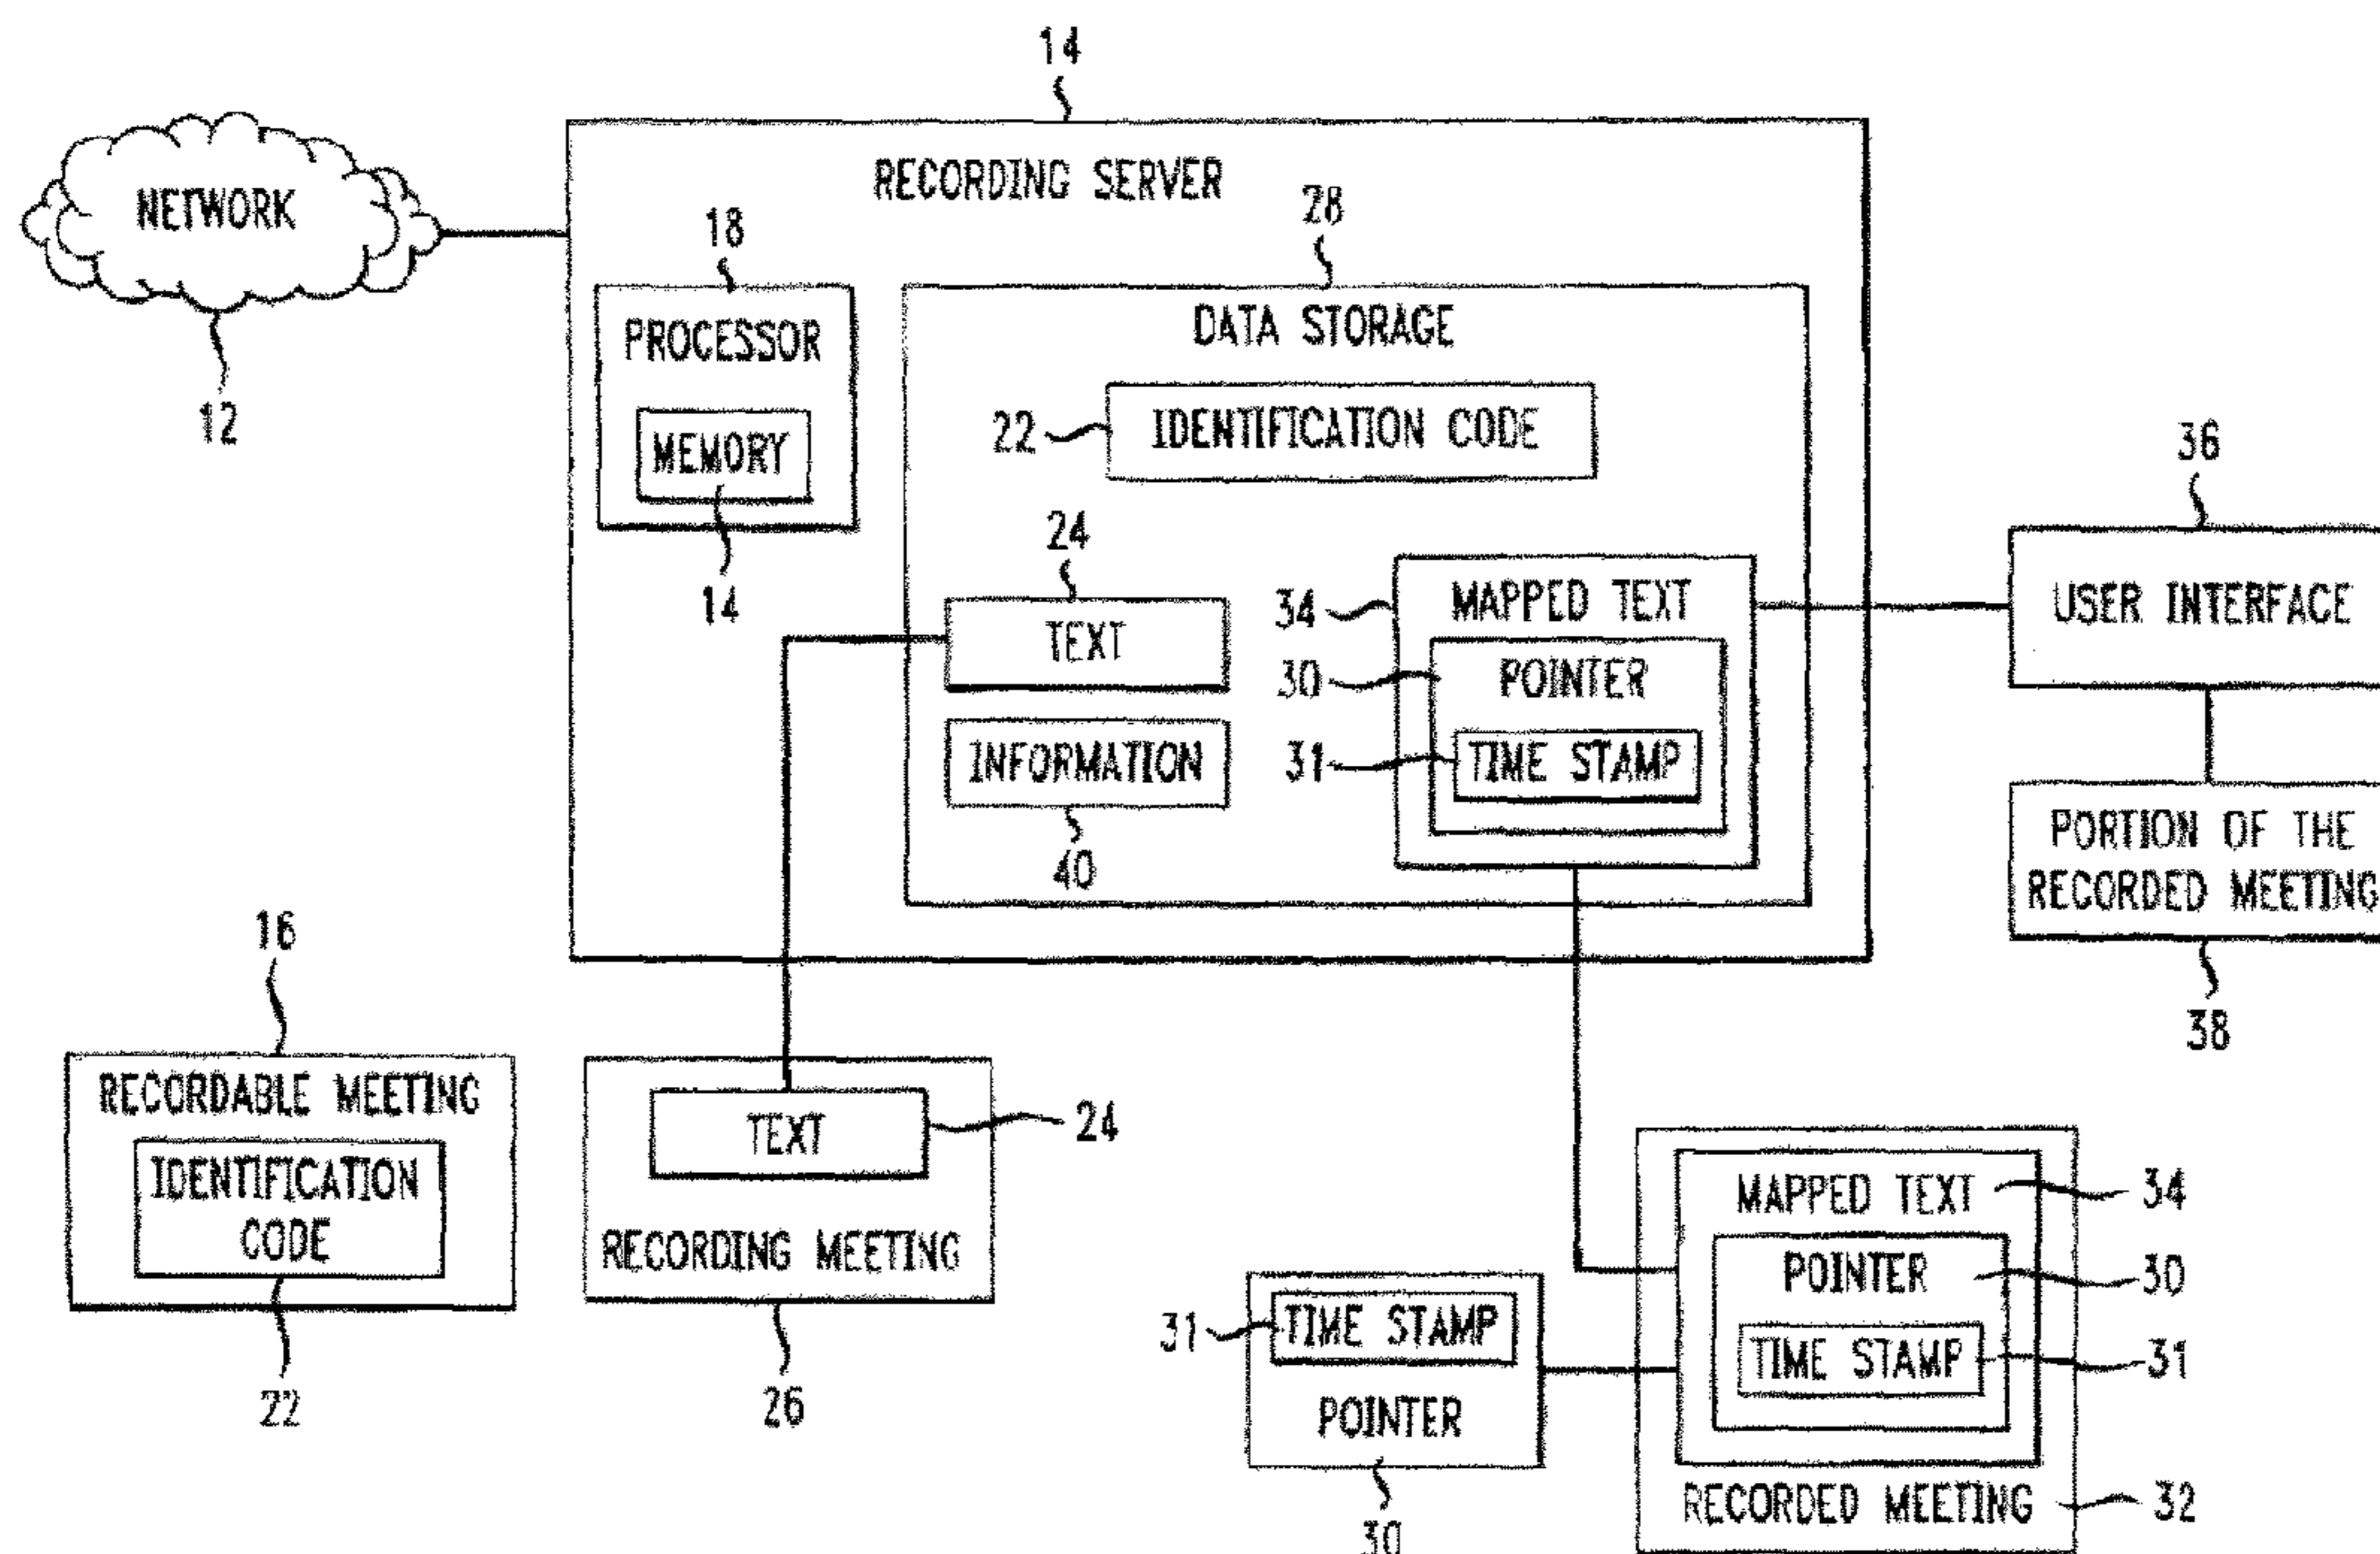 14
RECORDING SERVER
NETWORK
12
18
PROCESSOR
MEMORY
14
28
DATA STORAGE
22
IDENTIFICATION CODE
24
TEXT
INFORMATION
40
34
MAPPED TEXT
30
POINTER
31
TIME STAMP
36
USER INTERFACE
PORTION OF THE
RECORDED MEETING
38
16
RECORDABLE MEETING
IDENTIFICATION
CODE
22
TEXT
24
RECORDING MEETING
26
31
TIME STAMP
POINTER
30
MAPPED TEXT
34
POINTER
30
TIME STAMP
31
RECORDED MEETING
32